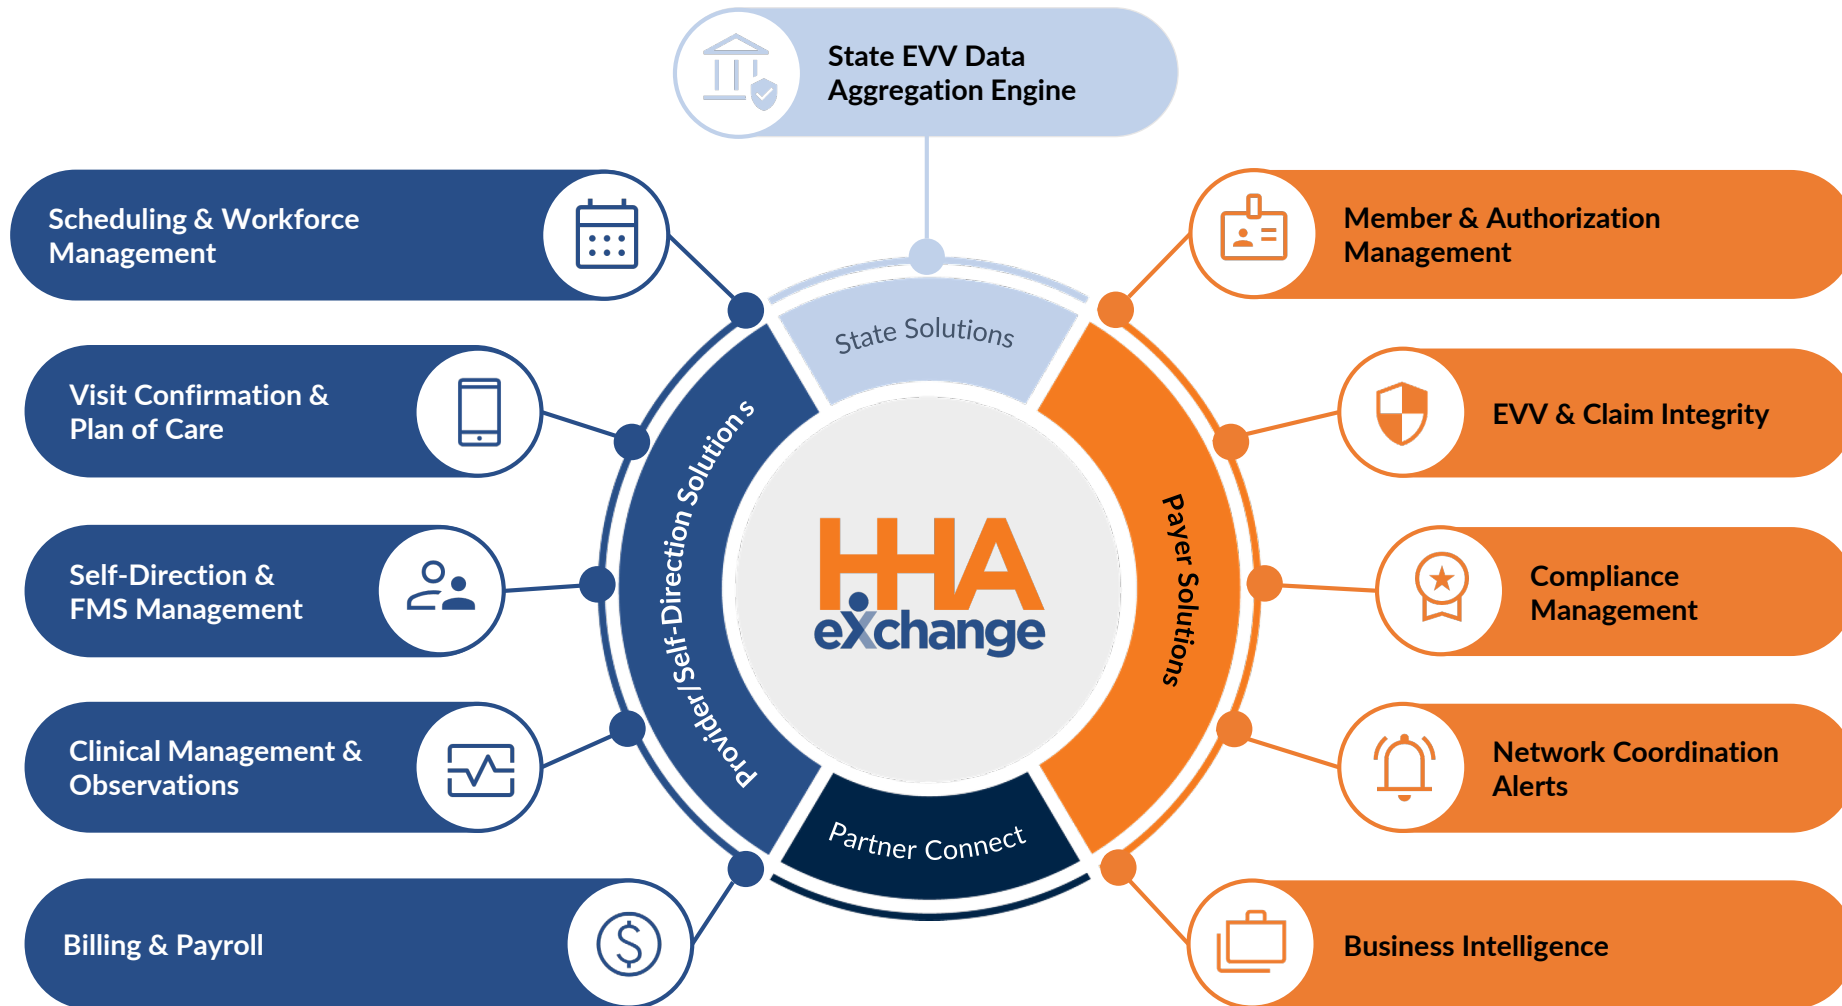 State EVV Data
Aggregation Engine
Scheduling & Workforce
Management
Visit Confirmation &
Plan of Care
Self-Direction &
FMS Management
Clinical Management &
Observations
Billing & Payroll
State Solutions
Provider/Self-Direction Solutions
HHA
eXchange
Payer Solutions
Partner Connect
Member & Authorization
Management
EVV & Claim Integrity
Compliance
Management
Network Coordination
Alerts
Business Intelligence